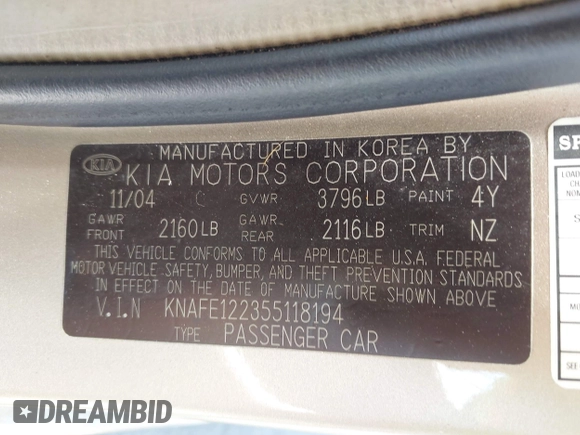 MANUFACTURED IN KOREA BY
KIA KIA MOTORS CORPORATION
11/04 C GVWR 3796LB PAINT 4Y
GAWR FRONT 2160LB GAWR REAR 2116LB TRIM NZ
THIS VEHICLE CONFORMS TO ALL APPLICABLE U.S.A. FEDERAL
MOTOR VEHICLE SAFETY, BUMPER, AND THEFT PREVENTION STANDARDS
IN EFFECT ON THE DATE OF MANUFACTURE SHOWN ABOVE
V.I.N KNAFE122355118194
TYPE PASSENGER CAR
DREAMBID